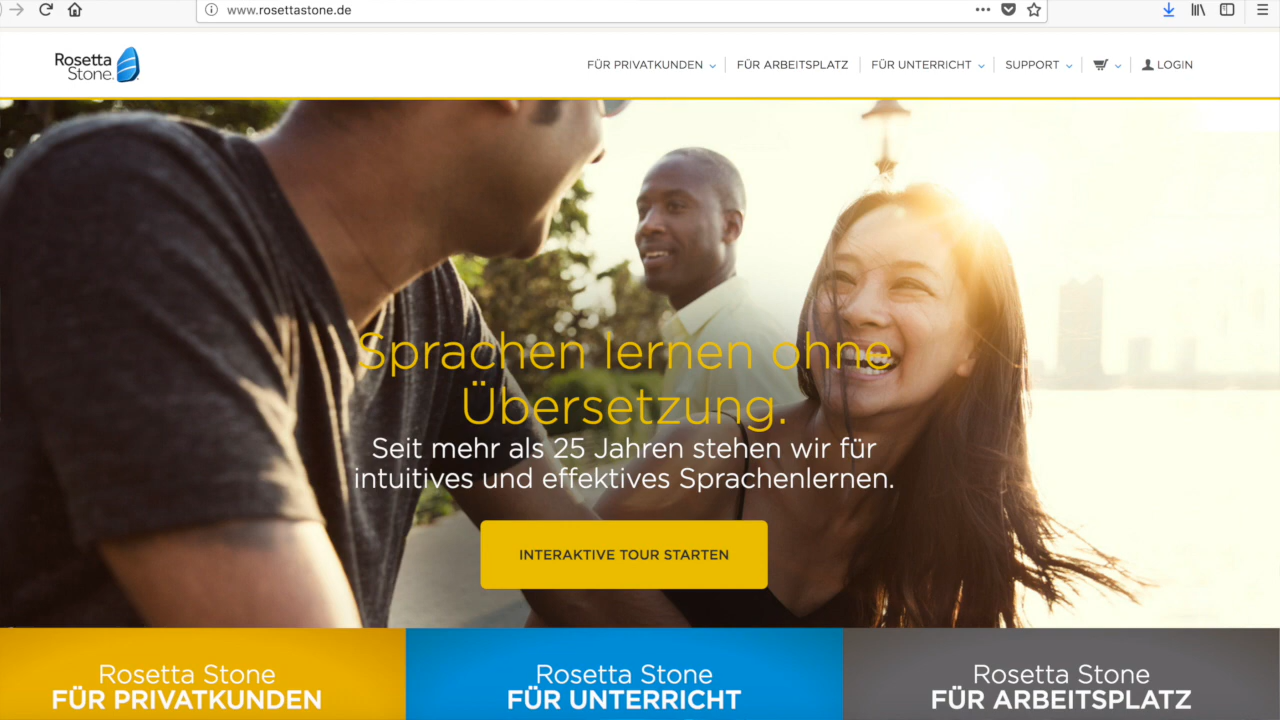 www.rosettastone.de
Rosetta
Stone.
FÜR PRIVATKUNDEN
FÜR ARBEITSPLATZ
FÜR UNTERRICHT
SUPPORT
LOGIN
Sprachen lernen ohne
Übersetzung.
Seit mehr als 25 Jahren stehen wir für
intuitives und effektives Sprachenlernen.
INTERAKTIVE TOUR STARTEN
Rosetta Stone
FÜR PRIVATKUNDEN
Rosetta Stone
FÜR UNTERRICHT
Rosetta Stone
FÜR ARBEITSPLATZ